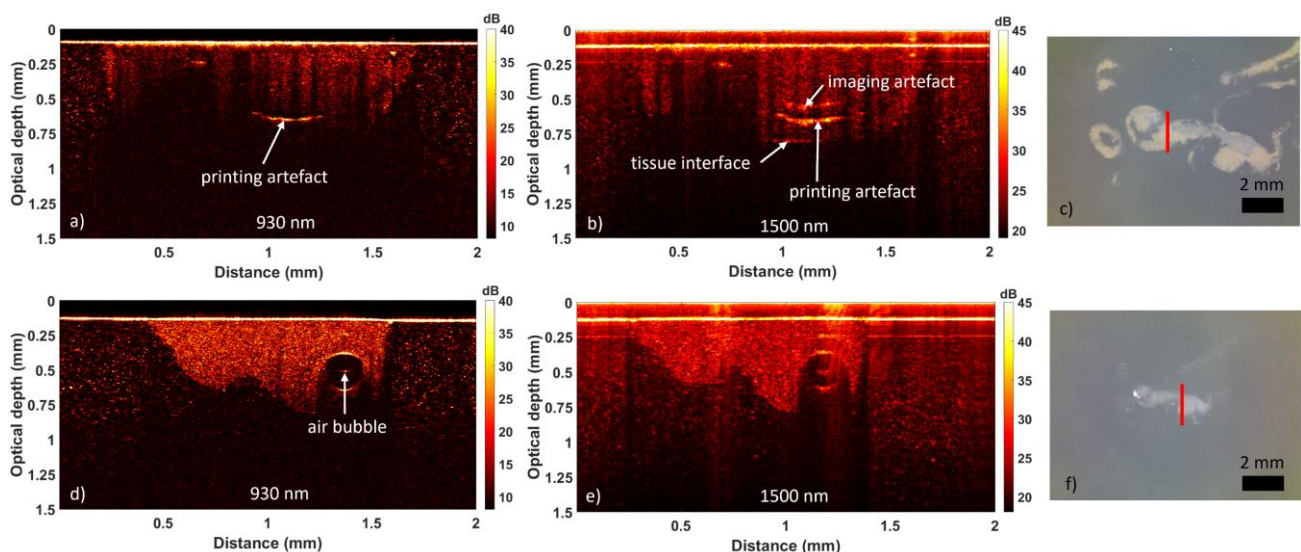 dB
0
0.25
0.5
0.75
1
1.25
1.5
Optical depth (mm)
printing artefact
a)
930 nm
0.5
1
1.5
2
Distance (mm)
40
35
30
25
20
15
10
dB
0
0.25
0.5
0.75
1
1.25
1.5
Optical depth (mm)
imaging artefact
tissue interface
printing artefact
b)
1500 nm
0.5
1
1.5
2
Distance (mm)
45
40
35
30
25
20
c)
2 mm
dB
0
0.25
0.5
0.75
1
1.25
1.5
Optical depth (mm)
air bubble
d)
930 nm
0.5
1
1.5
2
Distance (mm)
40
35
30
25
20
15
10
dB
0
0.25
0.5
0.75
1
1.25
1.5
Optical depth (mm)
e)
1500 nm
0.5
1
1.5
2
Distance (mm)
45
40
35
30
25
20
f)
2 mm